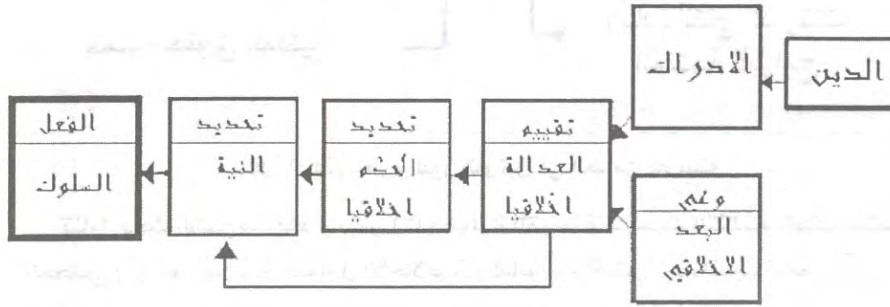 الدين
الادراك
وعي
البعد
الاخلاقي
تقييم
العدالة
اخلاقيا
تحديد
الحكم
اخلاقيا
تحديد
النية
الفعل
السلوك